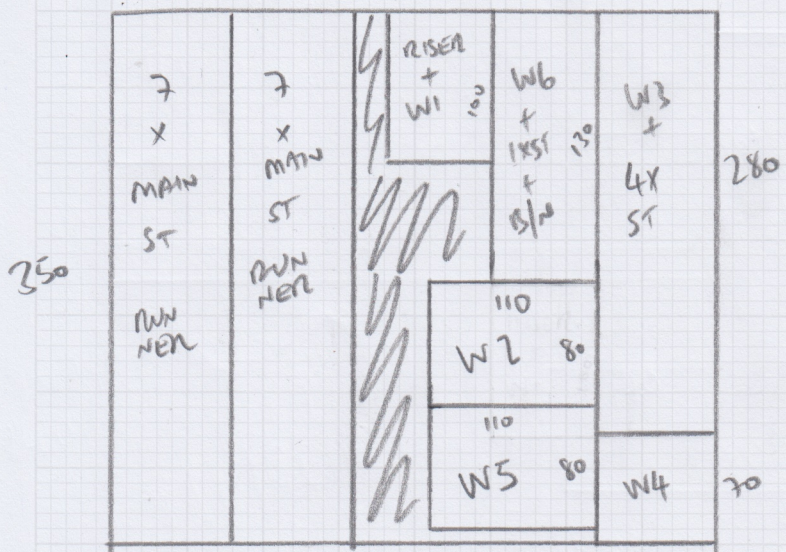 350
7
X
MAIN
ST
RUN
NER
7
X
MAIN
ST
RUN
NER
RISER
+
W1
100
W6
+
1XST
+
B/N
130
W3
+
4X
ST
280
110
W2
80
110
W5
80
W4
70